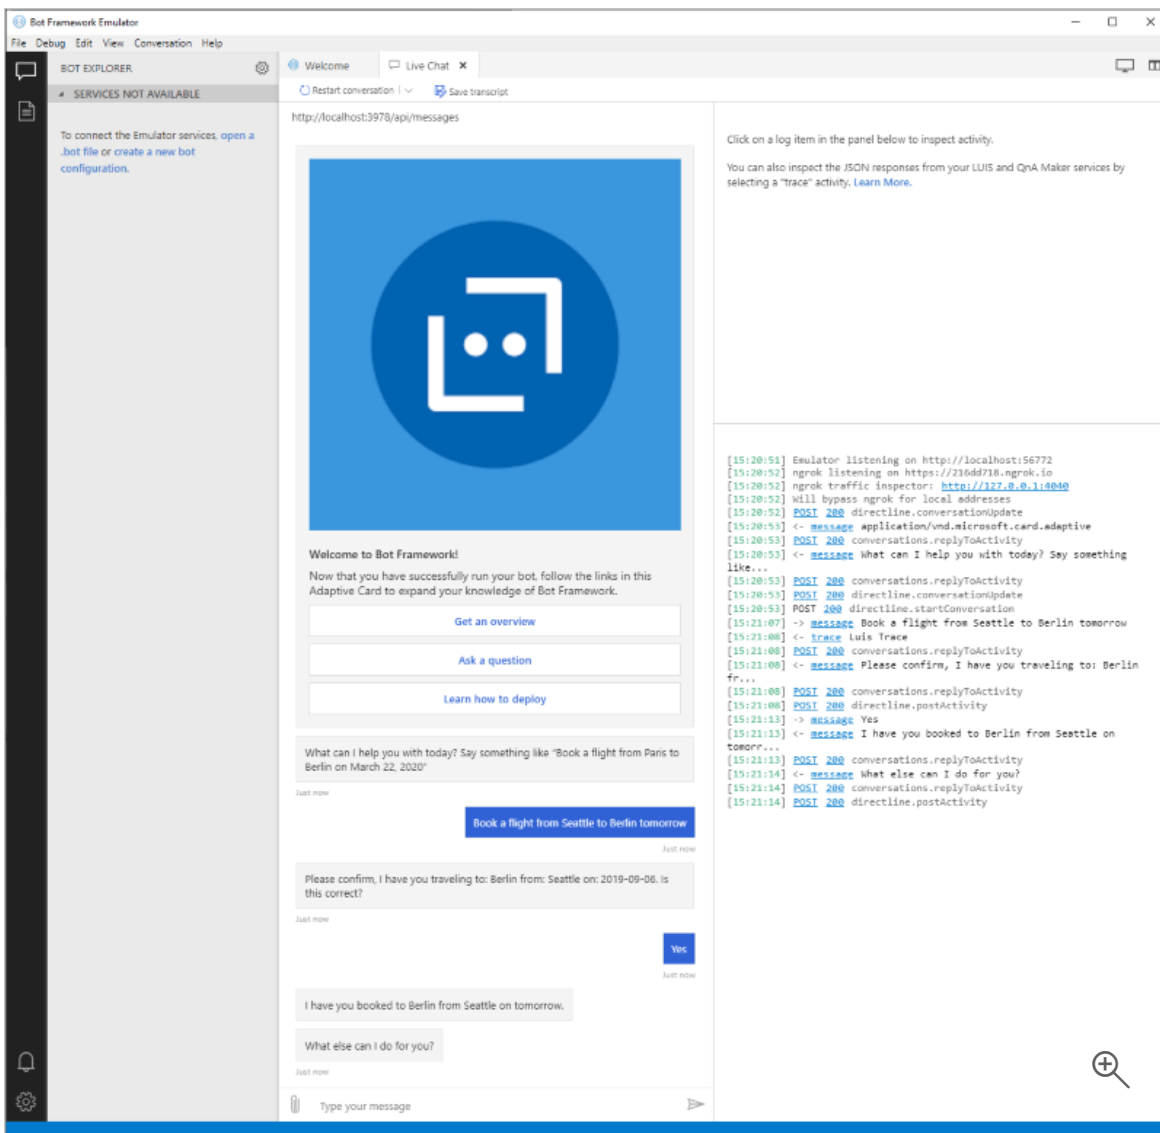 Bot Framework Emulator
File Debug Edit View Conversation Help
BOT EXPLORER
SERVICES NOT AVAILABLE
To connect the Emulator services, open a
.bot file or create a new bot
configuration.
Welcome
Live Chat
Restart conversation
Save transcript
http://localhost:3978/api/messages
Welcome to Bot Framework!
Now that you have successfully run your bot, follow the links in this
Adaptive Card to expand your knowledge of Bot Framework.
Get an overview
Ask a question
Learn how to deploy
What can I help you with today? Say something like "Book a flight from Paris to
Berlin on March 22, 2020"
Just now
Book a flight from Seattle to Berlin tomorrow
Just now
Please confirm, I have you traveling to: Berlin from: Seattle on: 2019-09-06. Is
this correct?
Just now
Yes
Just now
I have you booked to Berlin from Seattle on tomorrow.
What else can I do for you?
Just now
Type your message
Click on a log item in the panel below to inspect activity.
You can also inspect the JSON responses from your LUIS and QnA Maker services by
selecting a "trace" activity. Learn More.
[15:20:51] Emulator listening on http://localhost:56772
[15:20:52] ngrok listening on https://216dd718.ngrok.io
[15:20:52] ngrok traffic inspector: http://127.0.0.1:4040
[15:20:52] Will bypass ngrok for local addresses
[15:20:52] POST 200 directline.conversationUpdate
[15:20:53] <- message application/vnd.microsoft.card.adaptive
[15:20:53] POST 200 conversations.replyToActivity
[15:20:53] <- message What can I help you with today? Say something
like...
[15:20:53] POST 200 conversations.replyToActivity
[15:20:53] POST 200 directline.conversationUpdate
[15:20:53] POST 200 directline.startConversation
[15:21:07] -> message Book a flight from Seattle to Berlin tomorrow
[15:21:08] <- trace Luis Trace
[15:21:08] POST 200 conversations.replyToActivity
[15:21:08] <- message Please confirm, I have you traveling to: Berlin
fr...
[15:21:08] POST 200 conversations.replyToActivity
[15:21:08] POST 200 directline.postActivity
[15:21:13] -> message Yes
[15:21:13] <- message I have you booked to Berlin from Seattle on
tomorr...
[15:21:13] POST 200 conversations.replyToActivity
[15:21:14] <- message What else can I do for you?
[15:21:14] POST 200 conversations.replyToActivity
[15:21:14] POST 200 directline.postActivity